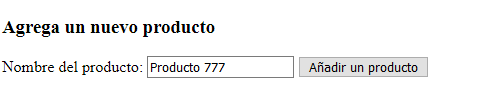 Agrega un nuevo producto
Nombre del producto: Producto 777 Añadir un producto